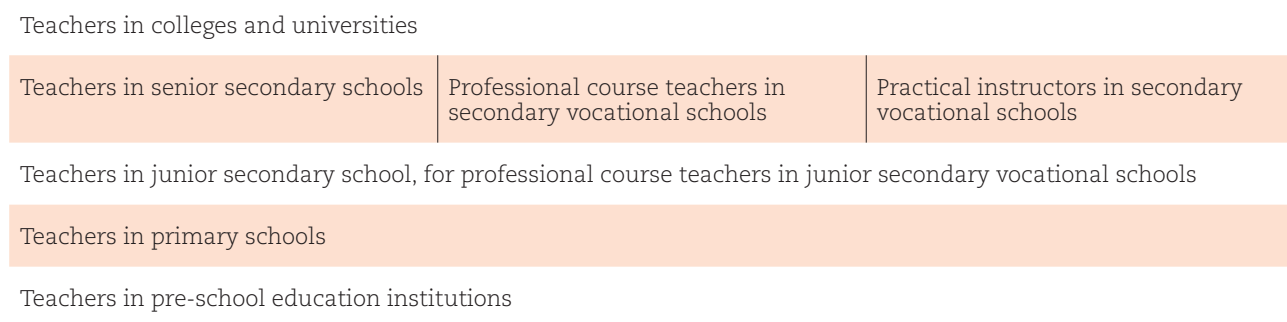 Teachers in colleges and universities
Teachers in senior secondary schools
Professional course teachers in
secondary vocational schools
Practical instructors in secondary
vocational schools
Teachers in junior secondary school, for professional course teachers in junior secondary vocational schools
Teachers in primary schools
Teachers in pre-school education institutions